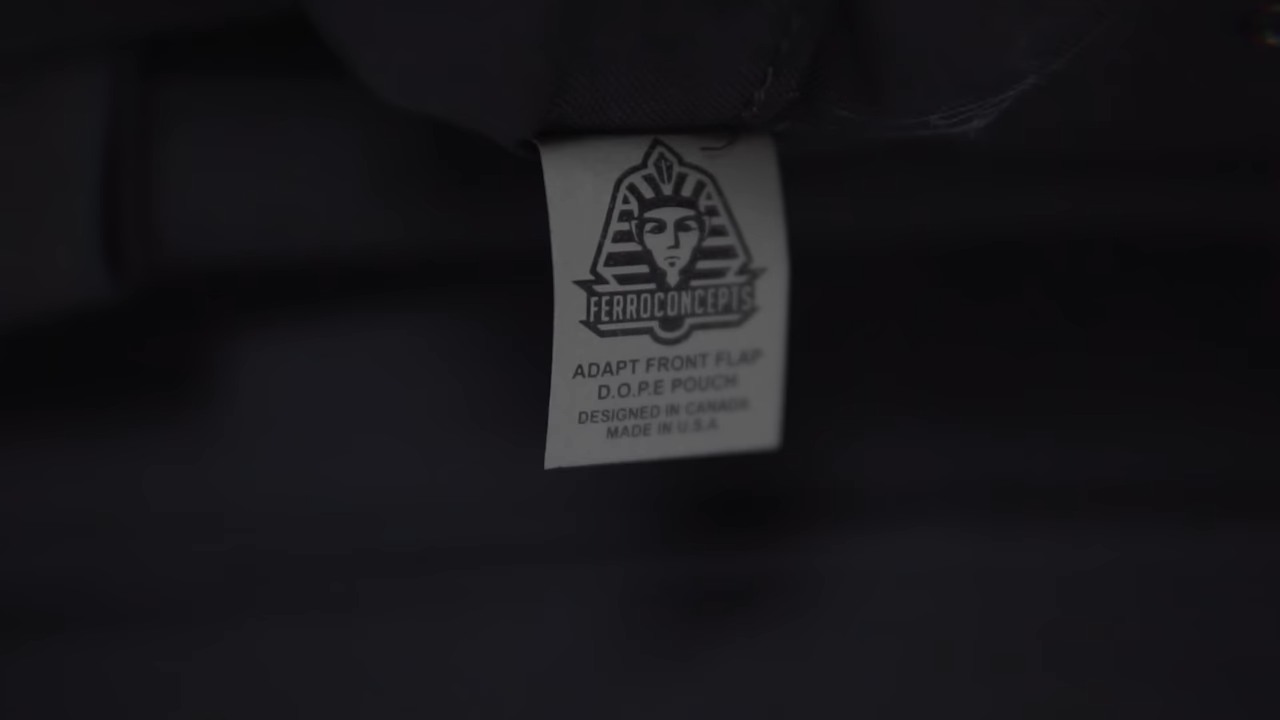 FERROCONCEPTS
ADAPT FRONT FLAP
D.O.P.E POUCH
DESIGNED IN CANADA
MADE IN U.S.A.